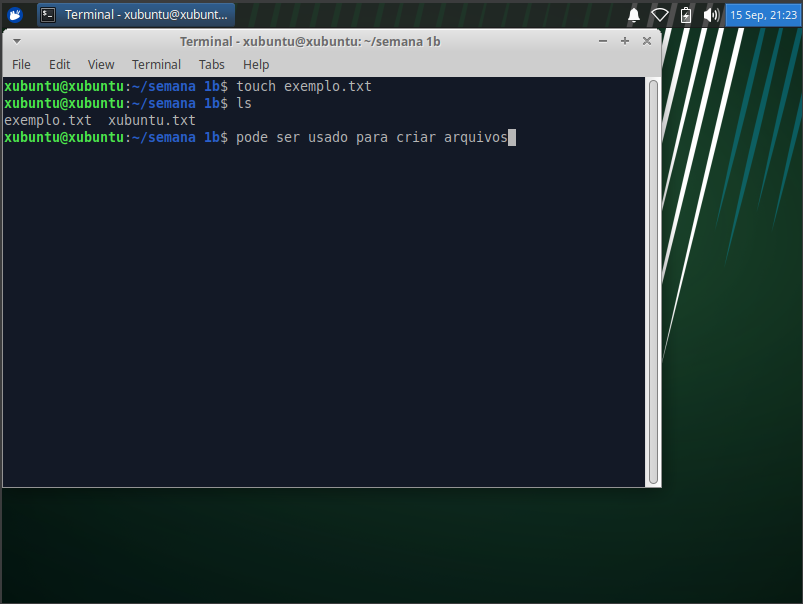 Terminal - xubuntu@xubunt...
15 Sep, 21:23
Terminal - xubuntu@xubuntu: ~/semana 1b
File Edit View Terminal Tabs Help
xubuntu@xubuntu:~/semana 1b$ touch exemplo.txt
xubuntu@xubuntu:~/semana 1b$ ls
exemplo.txt  xubuntu.txt
xubuntu@xubuntu:~/semana 1b$ pode ser usado para criar arquivos